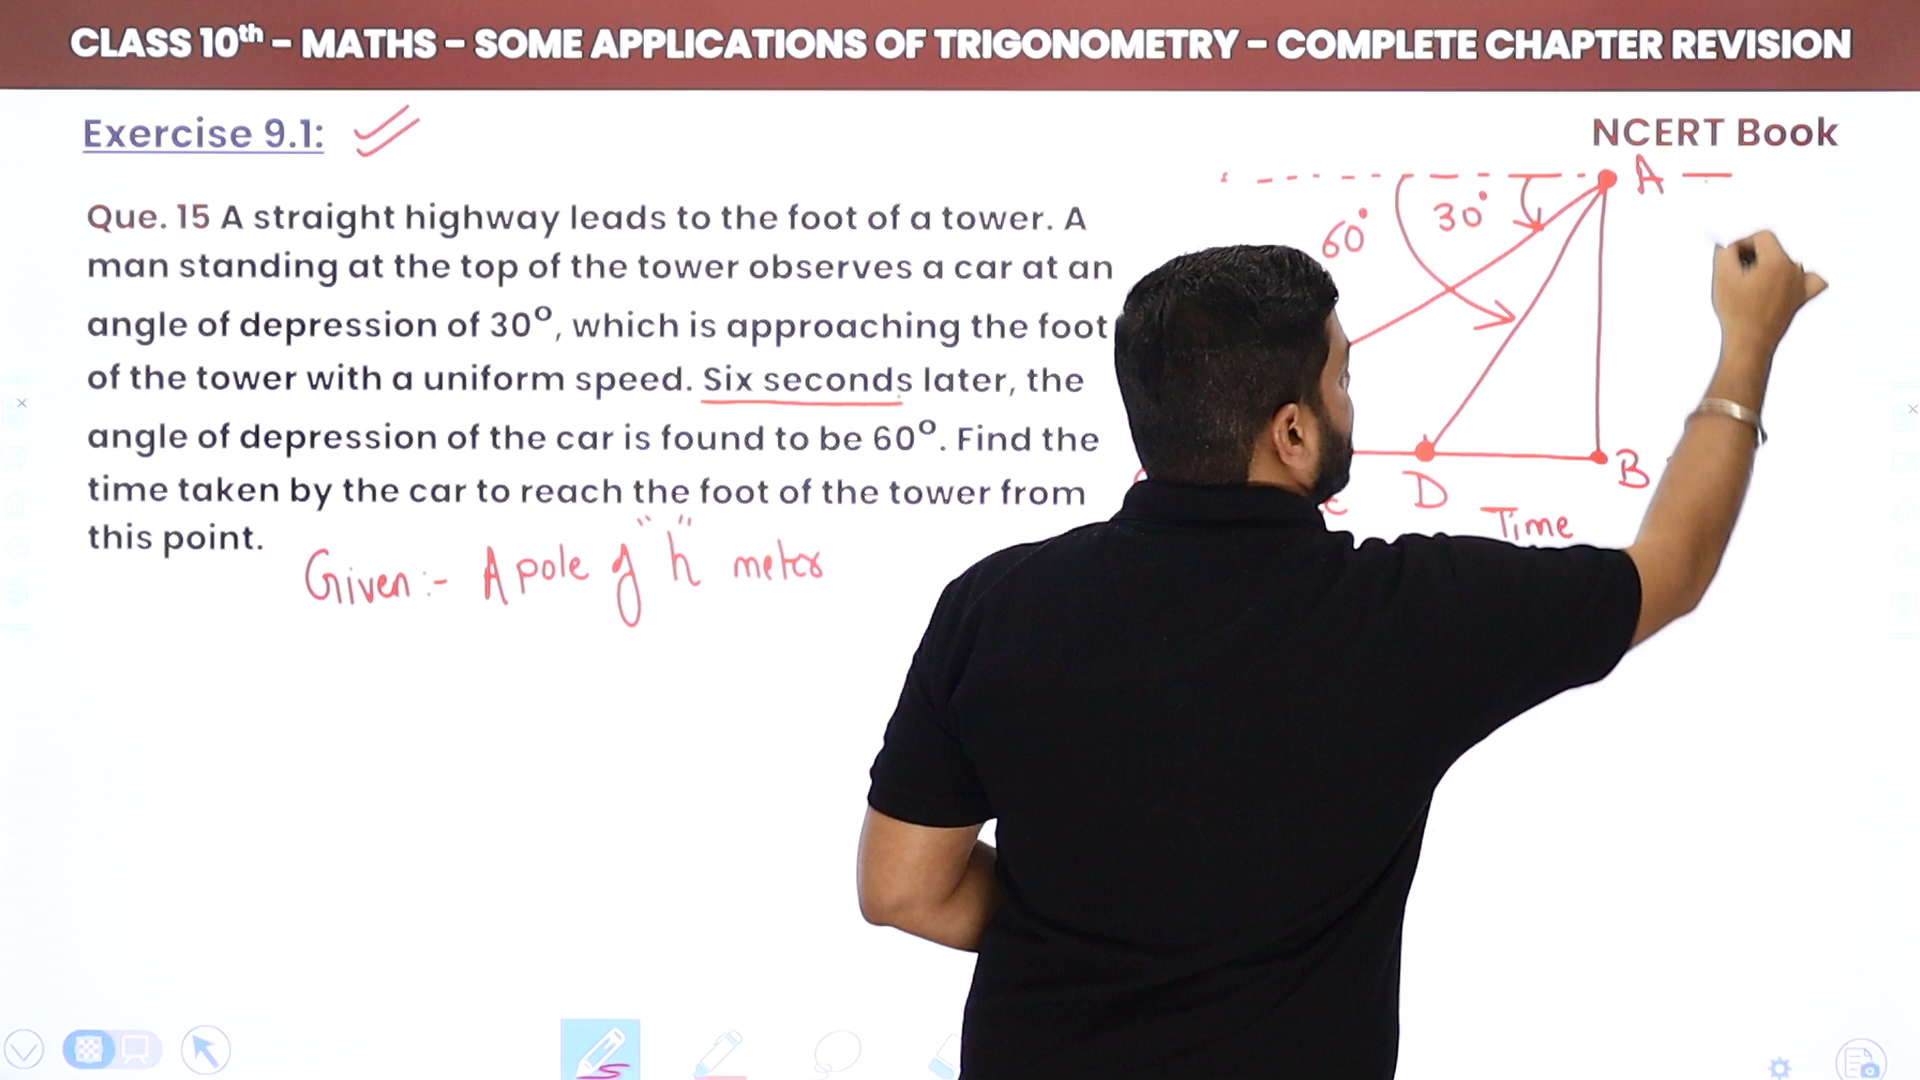 CLASS 10th – MATHS – SOME APPLICATIONS OF TRIGONOMETRY – COMPLETE CHAPTER REVISION
Exercise 9.1:
NCERT Book
Que. 15 A straight highway leads to the foot of a tower. A
man standing at the top of the tower observes a car at an
angle of depression of 30°, which is approaching the foot
of the tower with a uniform speed. Six seconds later, the
angle of depression of the car is found to be 60°. Find the
time taken by the car to reach the foot of the tower from
this point.
Given :- A pole of "h" meter
A
60°
30°
D
B
Time